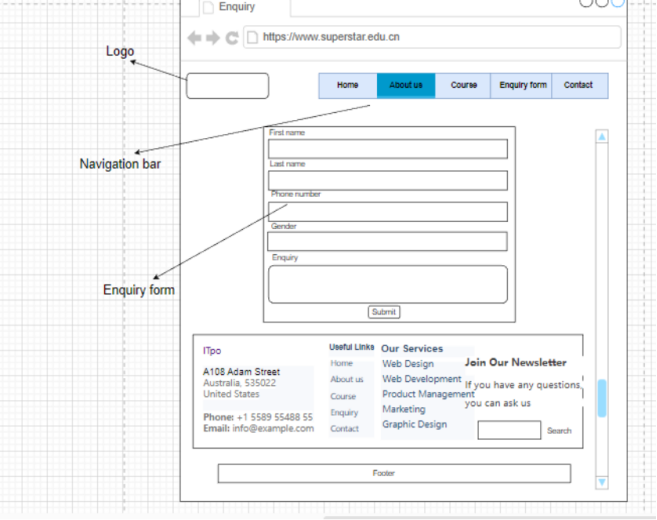 Enquiry
https://www.superstar.edu.cn
Logo
Home About us Course Enquiry form Contact
First name
Navigation bar
Last name
Phone number
Gender
Enquiry
Enquiry form
Submit
ITpo
A108 Adam Street
Australia, 535022
United States
Phone: +1 5589 55488 55
Email: info@example.com
Useful Links
Home
About us
Course
Enquiry
Contact
Our Services
Web Design
Web Development
Product Management
Marketing
Graphic Design
Join Our Newsletter
If you have any questions,
you can ask us
Search
Footer